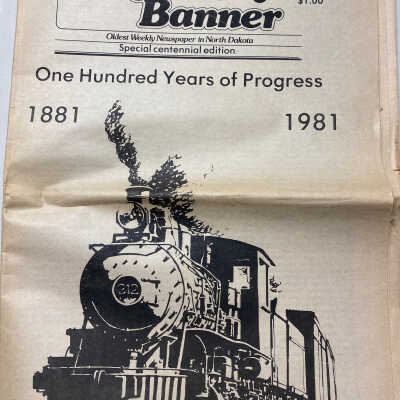 $1.00
Banner
Oldest Weekly Newspaper in North Dakota
Special centennial edition
One Hundred Years of Progress
1881 1981
212